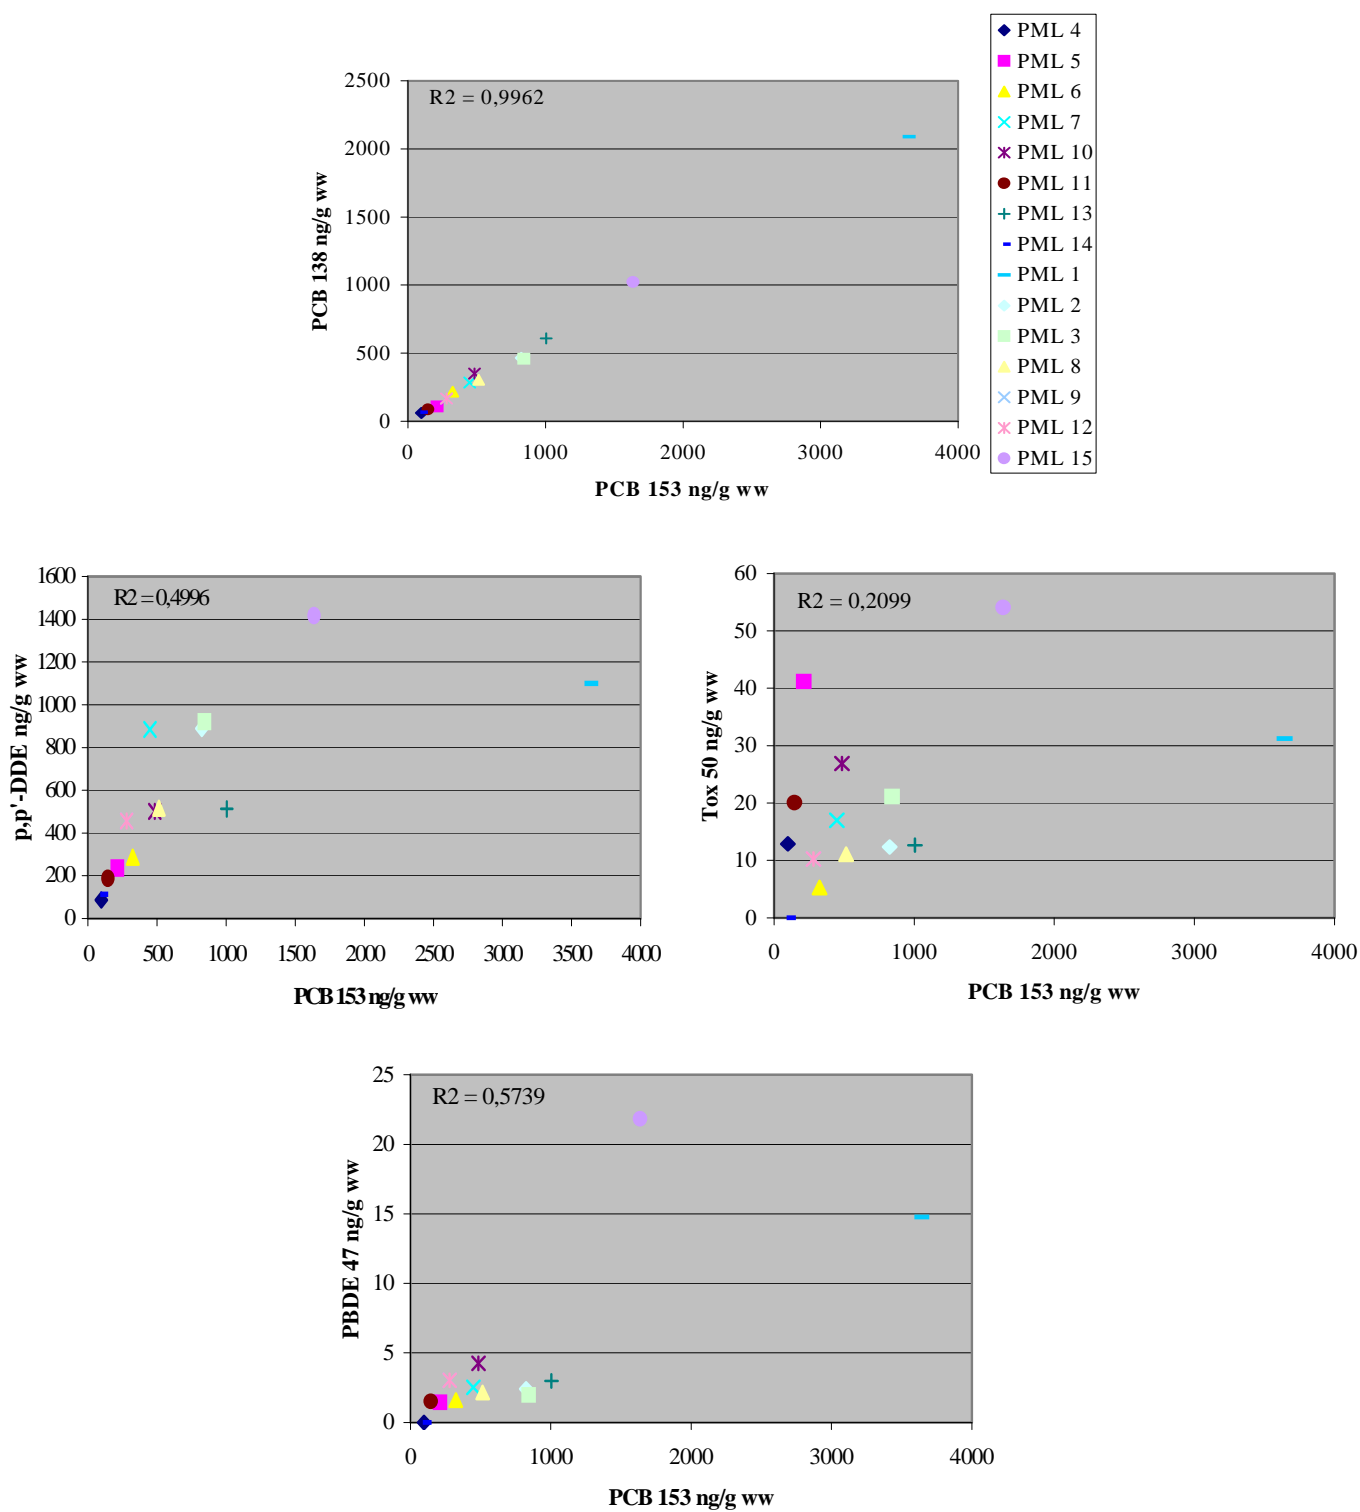 PML 4
PML 5
PML 6
PML 7
PML 10
PML 11
PML 13
PML 14
PML 1
PML 2
PML 3
PML 8
PML 9
PML 12
PML 15
R2 = 0,9962
2500
2000
1500
1000
500
0
PCB 138 ng/g ww
0 1000 2000 3000 4000
PCB 153 ng/g ww
R2 = 0,4996
1600
1400
1200
1000
800
600
400
200
0
p,p'-DDE ng/g ww
0 500 1000 1500 2000 2500 3000 3500 4000
PCB 153 ng/g ww
R2 = 0,2099
60
50
40
30
20
10
0
Tox 50 ng/g ww
0 1000 2000 3000 4000
PCB 153 ng/g ww
R2 = 0,5739
25
20
15
10
5
0
PBDE 47 ng/g ww
0 1000 2000 3000 4000
PCB 153 ng/g ww